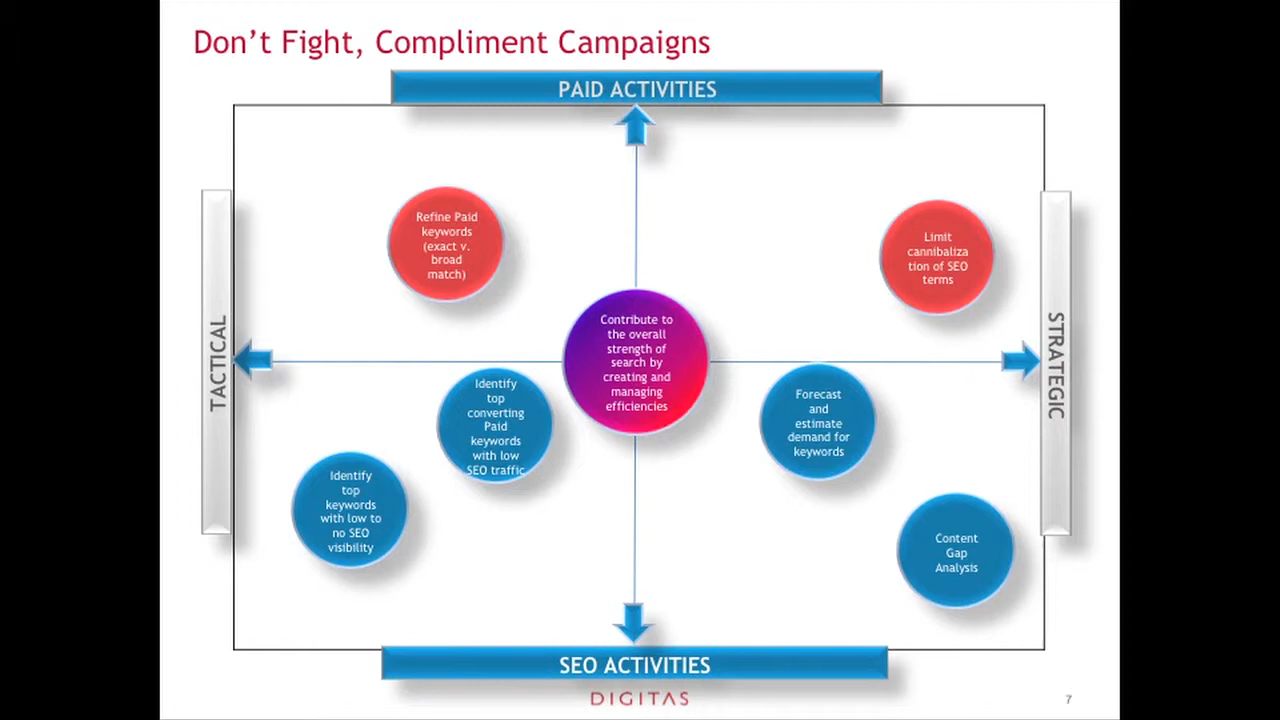 Don't Fight, Compliment Campaigns
PAID ACTIVITIES
TACTICAL
STRATEGIC
Refine Paid
keywords
(exact v.
broad
match)
Limit
cannibaliza
tion of SEO
terms
Contribute to
the overall
strength of
search by
creating and
managing
efficiencies
Identify
top
converting
Paid
keywords
with low
SEO traffic
Forecast
and
estimate
demand for
keywords
Identify
top
keywords
with low to
no SEO
visibility
Content
Gap
Analysis
SEO ACTIVITIES
DIGITAS
7